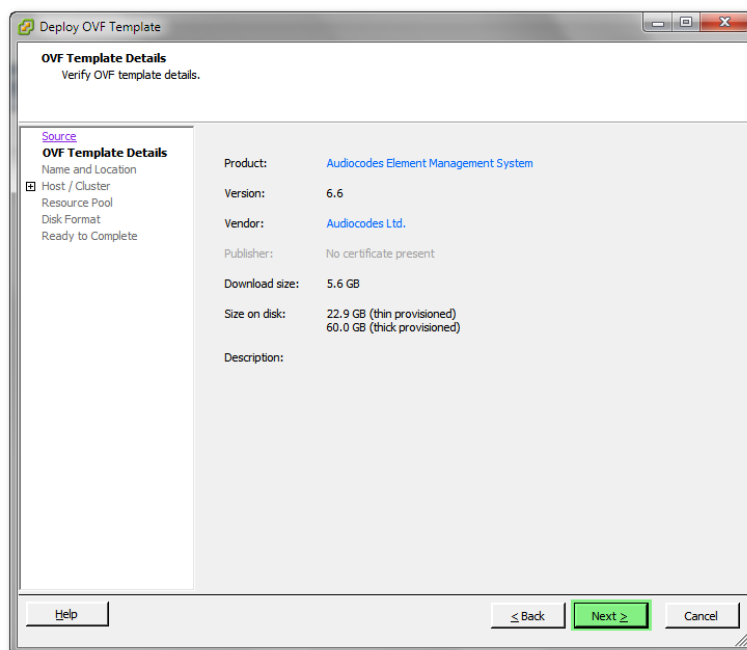 Deploy OVF Template
OVF Template Details
Verify OVF template details.
Source
OVF Template Details
Name and Location
Host / Cluster
Resource Pool
Disk Format
Ready to Complete
Product: Audiocodes Element Management System
Version: 6.6
Vendor: Audiocodes Ltd.
Publisher: No certificate present
Download size: 5.6 GB
Size on disk: 22.9 GB (thin provisioned)
60.0 GB (thick provisioned)
Description:
Help
< Back
Next >
Cancel